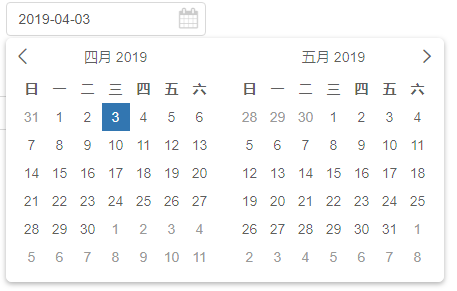 2019-04-03
四月 2019
日 一 二 三 四 五 六
31 1 2 3 4 5 6
7 8 9 10 11 12 13
14 15 16 17 18 19 20
21 22 23 24 25 26 27
28 29 30 1 2 3 4
5 6 7 8 9 10 11
五月 2019
日 一 二 三 四 五 六
28 29 30 1 2 3 4
5 6 7 8 9 10 11
12 13 14 15 16 17 18
19 20 21 22 23 24 25
26 27 28 29 30 31 1
2 3 4 5 6 7 8